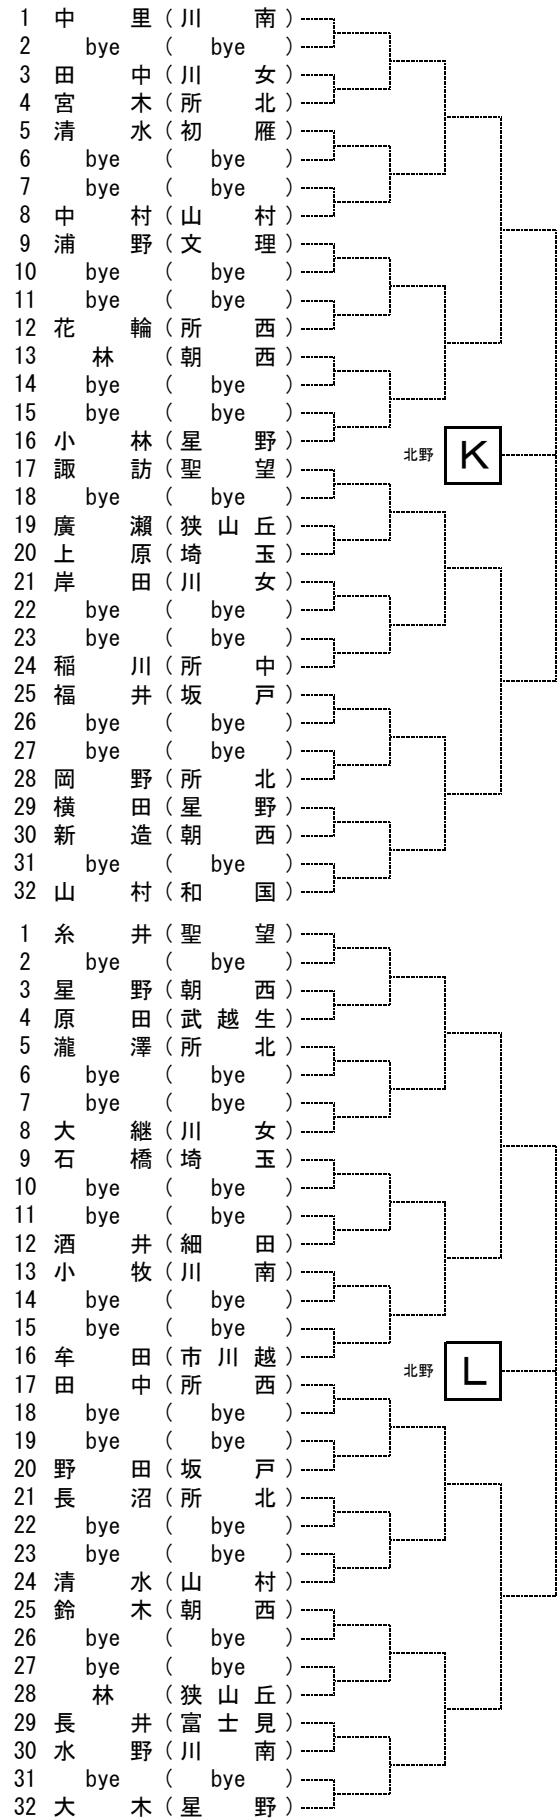 1 中 里 ( 川 南 )
2 bye ( bye )
3 田 中 ( 川 女 )
4 宮 木 ( 所 北 )
5 清 水 ( 初 雁 )
6 bye ( bye )
7 bye ( bye )
8 中 村 ( 山 村 )
9 浦 野 ( 文 理 )
10 bye ( bye )
11 bye ( bye )
12 花 輪 ( 所 西 )
13 林 ( 朝 西 )
14 bye ( bye )
15 bye ( bye )
16 小 林 ( 星 野 )
北野 K
17 諏 訪 ( 聖 望 )
18 bye ( bye )
19 廣 瀬 ( 狭 山 丘 )
20 上 原 ( 埼 玉 )
21 岸 田 ( 川 女 )
22 bye ( bye )
23 bye ( bye )
24 稲 川 ( 所 中 )
25 福 井 ( 坂 戸 )
26 bye ( bye )
27 bye ( bye )
28 岡 野 ( 所 北 )
29 横 田 ( 星 野 )
30 新 造 ( 朝 西 )
31 bye ( bye )
32 山 村 ( 和 国 )
1 糸 井 ( 聖 望 )
2 bye ( bye )
3 星 野 ( 朝 西 )
4 原 田 ( 武 越 生 )
5 瀧 澤 ( 所 北 )
6 bye ( bye )
7 bye ( bye )
8 大 継 ( 川 女 )
9 石 橋 ( 埼 玉 )
10 bye ( bye )
11 bye ( bye )
12 酒 井 ( 細 田 )
13 小 牧 ( 川 南 )
14 bye ( bye )
15 bye ( bye )
16 牟 田 ( 市 川 越 )
北野 L
17 田 中 ( 所 西 )
18 bye ( bye )
19 bye ( bye )
20 野 田 ( 坂 戸 )
21 長 沼 ( 所 北 )
22 bye ( bye )
23 bye ( bye )
24 清 水 ( 山 村 )
25 鈴 木 ( 朝 西 )
26 bye ( bye )
27 bye ( bye )
28 林 ( 狭 山 丘 )
29 長 井 ( 富 士 見 )
30 水 野 ( 川 南 )
31 bye ( bye )
32 大 木 ( 星 野 )